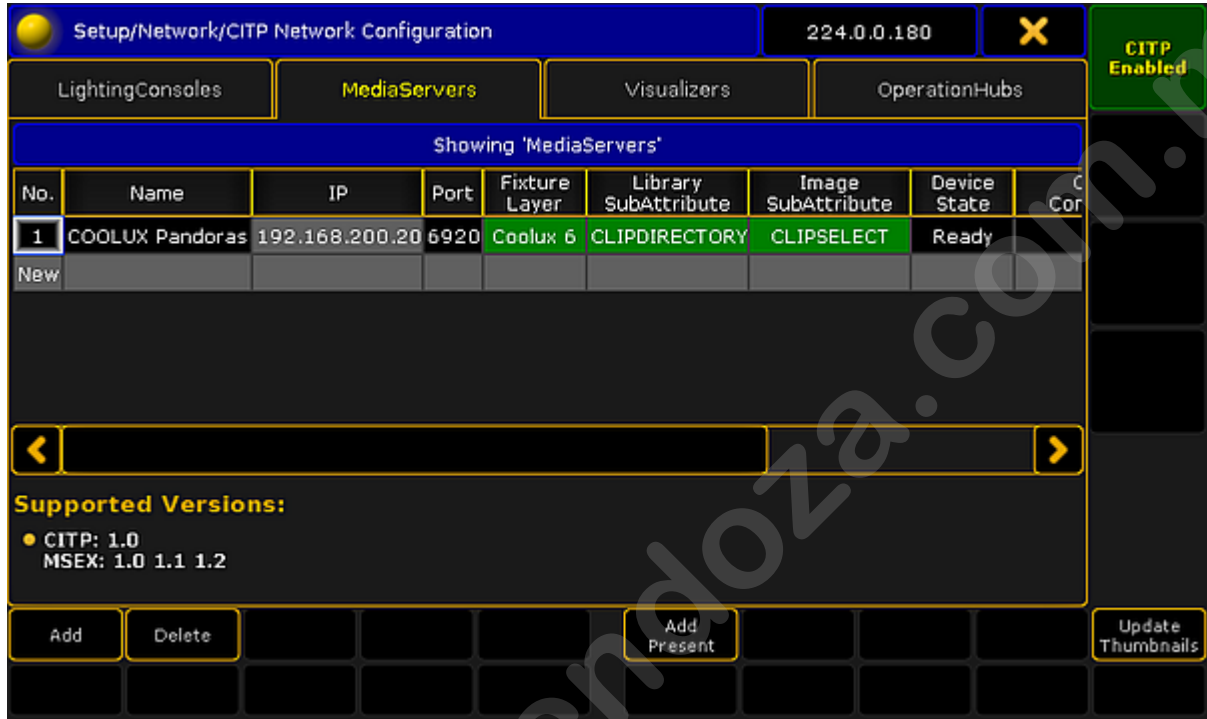 Setup/Network/CITP Network Configuration
224.0.0.180
CITP
Enabled
LightingConsoles
MediaServers
Visualizers
OperationHubs
Showing 'MediaServers'
No.
Name
IP
Port
Fixture
Layer
Library
SubAttribute
Image
SubAttribute
Device
State
C
Cor
1
COOLUX Pandoras
192.168.200.20
6920
Coolux 6
CLIPDIRECTORY
CLIPSELECT
Ready
New
Supported Versions:
CITP: 1.0
MSEX: 1.0 1.1 1.2
Add
Delete
Add
Present
Update
Thumbnails
endoza.com.